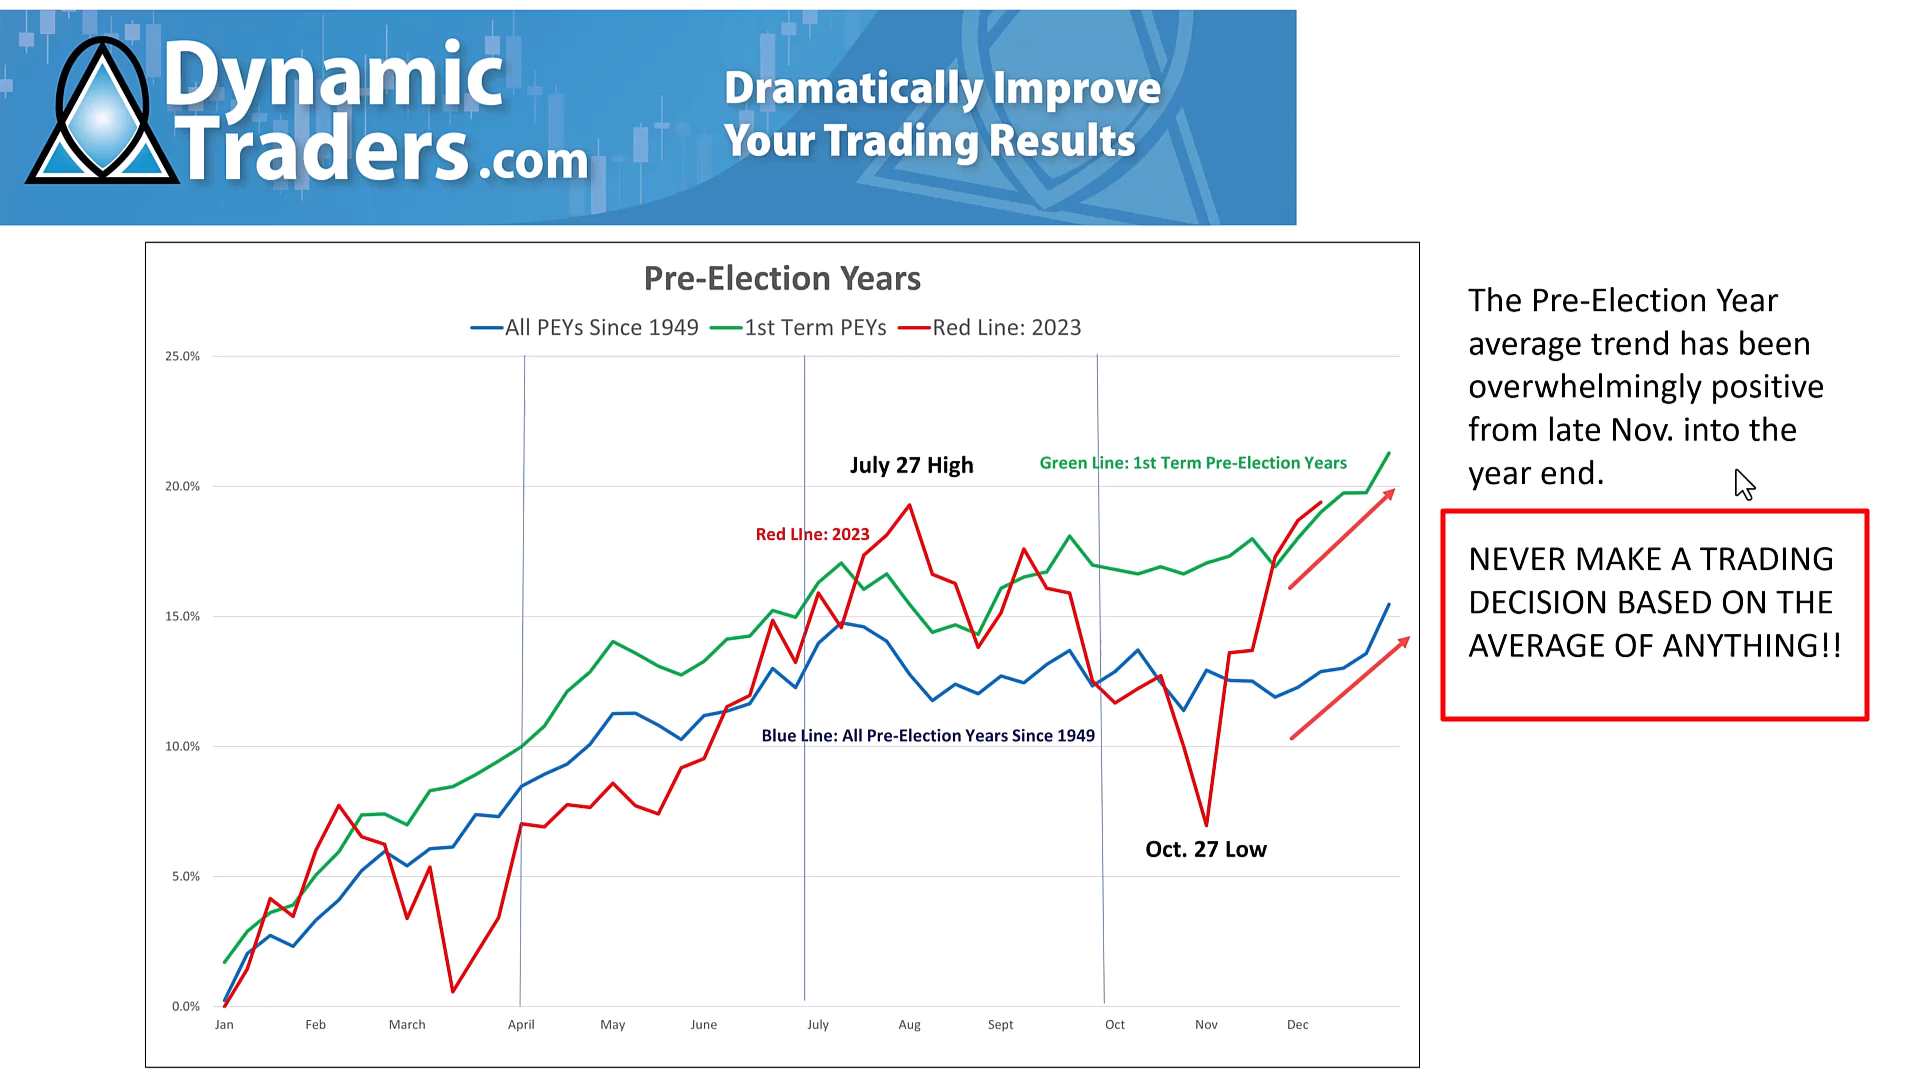 Dynamic
Traders.com
Dramatically Improve
Your Trading Results
Pre-Election Years
All PEYs Since 1949 1st Term PEYs Red Line: 2023
25.0%
20.0%
15.0%
10.0%
5.0%
0.0%
July 27 High
Green Line: 1st Term Pre-Election Years
Red LIne: 2023
Blue Line: All Pre-Election Years Since 1949
Oct. 27 Low
Jan Feb March April May June July Aug Sept Oct Nov Dec
The Pre-Election Year
average trend has been
overwhelmingly positive
from late Nov. into the
year end.
NEVER MAKE A TRADING
DECISION BASED ON THE
AVERAGE OF ANYTHING!!